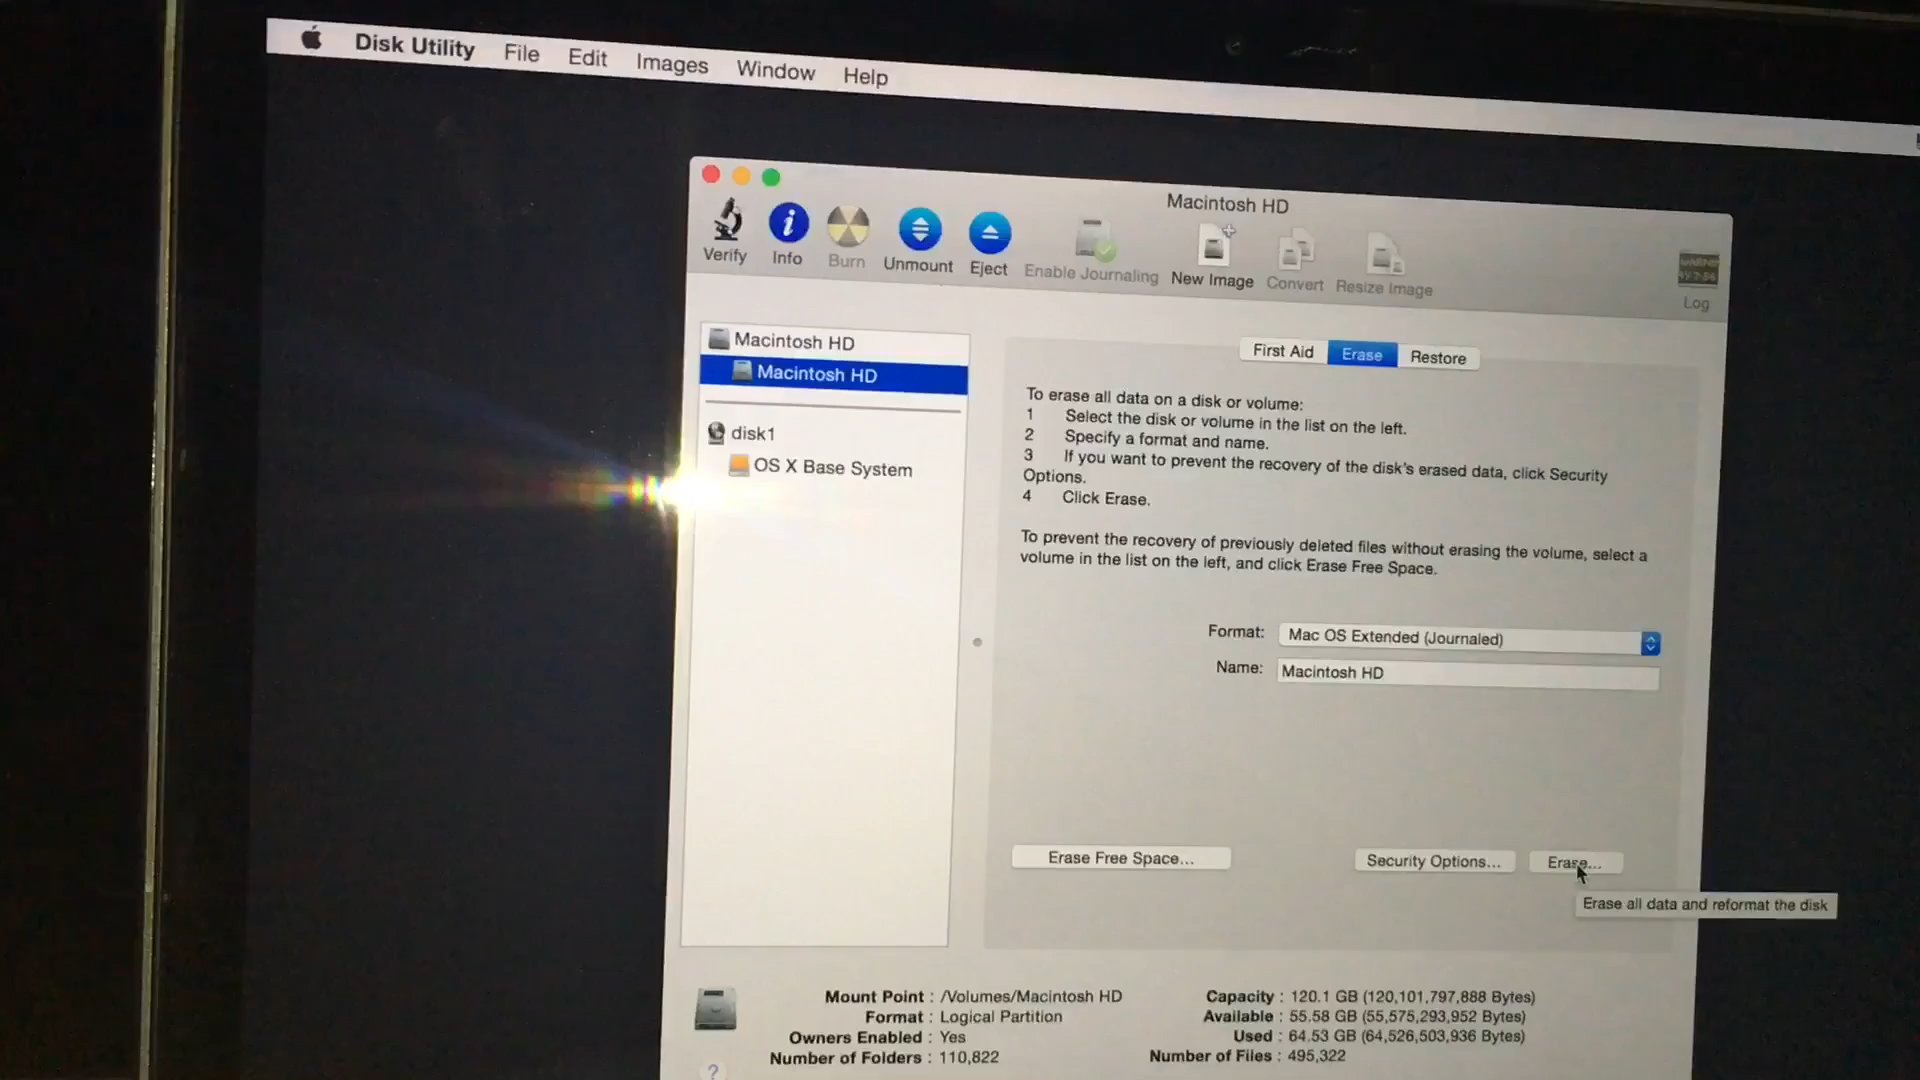 Disk Utility File Edit Images Window Help
Macintosh HD
Verify Info Burn Unmount Eject Enable Journaling New Image Convert Resize Image Log
Macintosh HD
Macintosh HD
disk1
OS X Base System
First Aid Erase Restore
To erase all data on a disk or volume:
1 Select the disk or volume in the list on the left.
2 Specify a format and name.
3 If you want to prevent the recovery of the disk's erased data, click Security
Options.
4 Click Erase.
To prevent the recovery of previously deleted files without erasing the volume, select a
volume in the list on the left, and click Erase Free Space.
Format: Mac OS Extended (Journaled)
Name: Macintosh HD
Erase Free Space... Security Options... Erase...
Erase all data and reformat the disk
Mount Point : /Volumes/Macintosh HD Capacity : 120.1 GB (120,101,797,888 Bytes)
Format : Logical Partition Available : 55.58 GB (55,575,293,952 Bytes)
Owners Enabled : Yes Used : 64.53 GB (64,526,503,936 Bytes)
Number of Folders : 110,822 Number of Files : 495,322
?